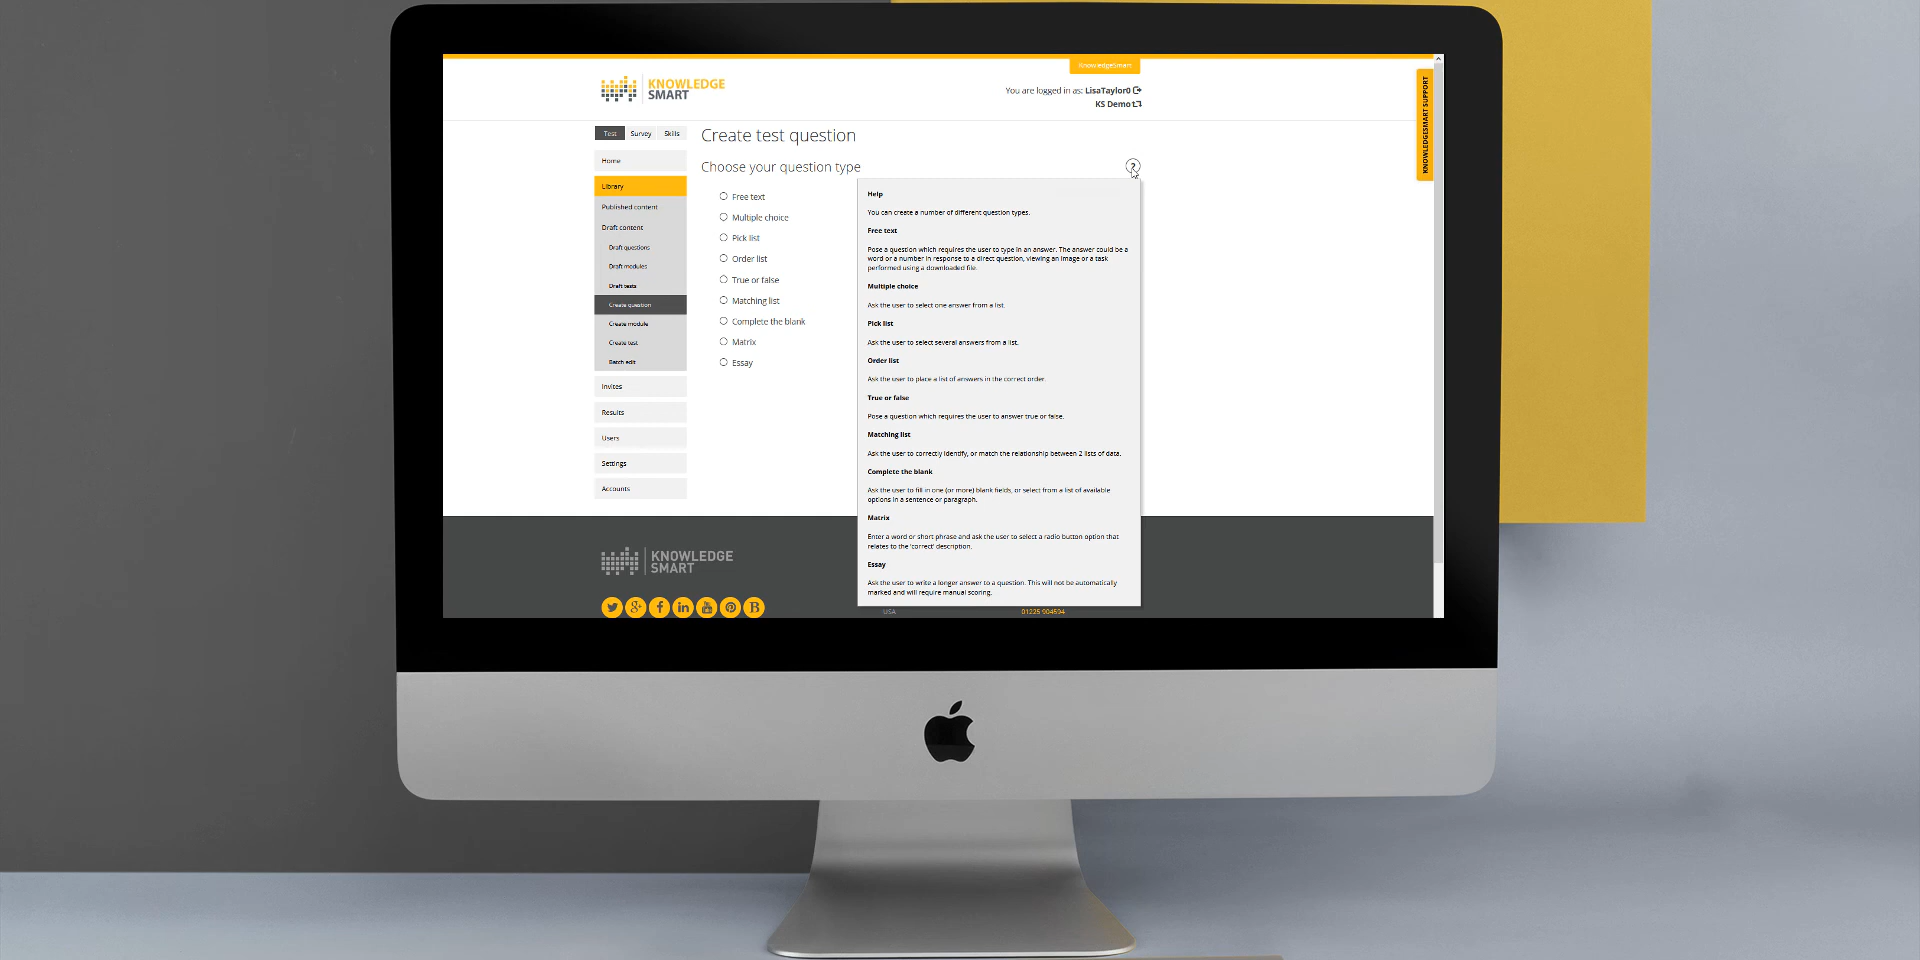 KnowledgeSmart
KNOWLEDGE
SMART
You are logged in as: LisaTaylor0
KS Demo
KNOWLEDGESMART SUPPORT
Test Survey Skills
Home
Library
Published content
Draft content
Draft questions
Draft modules
Draft tests
Create question
Create module
Create test
Batch edit
Invites
Results
Users
Settings
Accounts
Create test question
Choose your question type
?
Free text
Multiple choice
Pick list
Order list
True or false
Matching list
Complete the blank
Matrix
Essay
Help
You can create a number of different question types.
Free text
Pose a question which requires the user to type in an answer. The answer could be a
word or a number in response to a direct question, viewing an image or a task
performed using a downloaded file.
Multiple choice
Ask the user to select one answer from a list.
Pick list
Ask the user to select several answers from a list.
Order list
Ask the user to place a list of answers in the correct order.
True or false
Pose a question which requires the user to answer true or false.
Matching list
Ask the user to correctly identify, or match the relationship between 2 lists of data.
Complete the blank
Ask the user to fill in one (or more) blank fields, or select from a list of available
options in a sentence or paragraph.
Matrix
Enter a word or short phrase and ask the user to select a radio button option that
relates to the 'correct' description.
Essay
Ask the user to write a longer answer to a question. This will not be automatically
marked and will require manual scoring.
KNOWLEDGE
SMART
USA
01225 904594